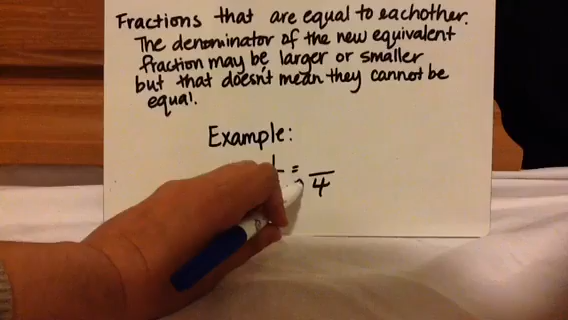 Fractions that are equal to eachother.
The denominator of the new equivalent
fraction may be larger or smaller
but that doesn't mean they cannot be
equal.
Example:
=
4